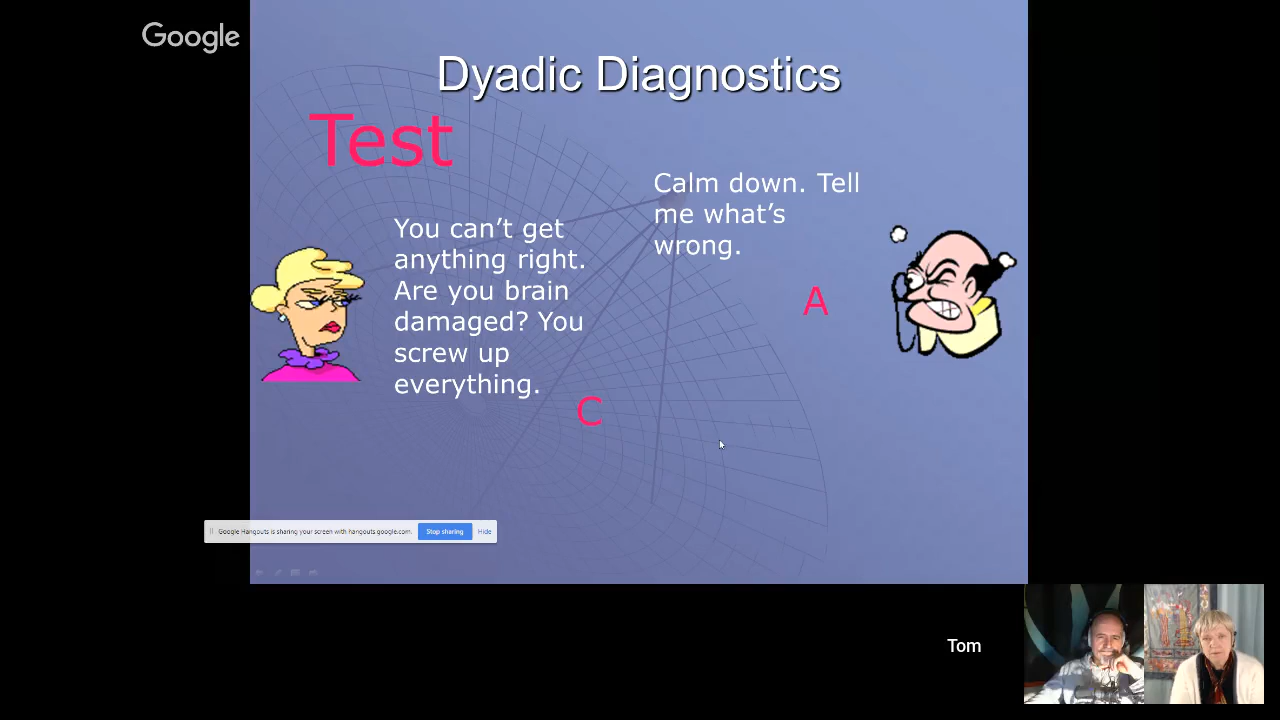 Google
Dyadic Diagnostics
Test
Calm down. Tell
me what's
wrong.
You can't get
anything right.
Are you brain
damaged? You
screw up
everything.
A
C
Google Hangouts is sharing your screen with hangouts.google.com.
Stop sharing
Hide
Tom